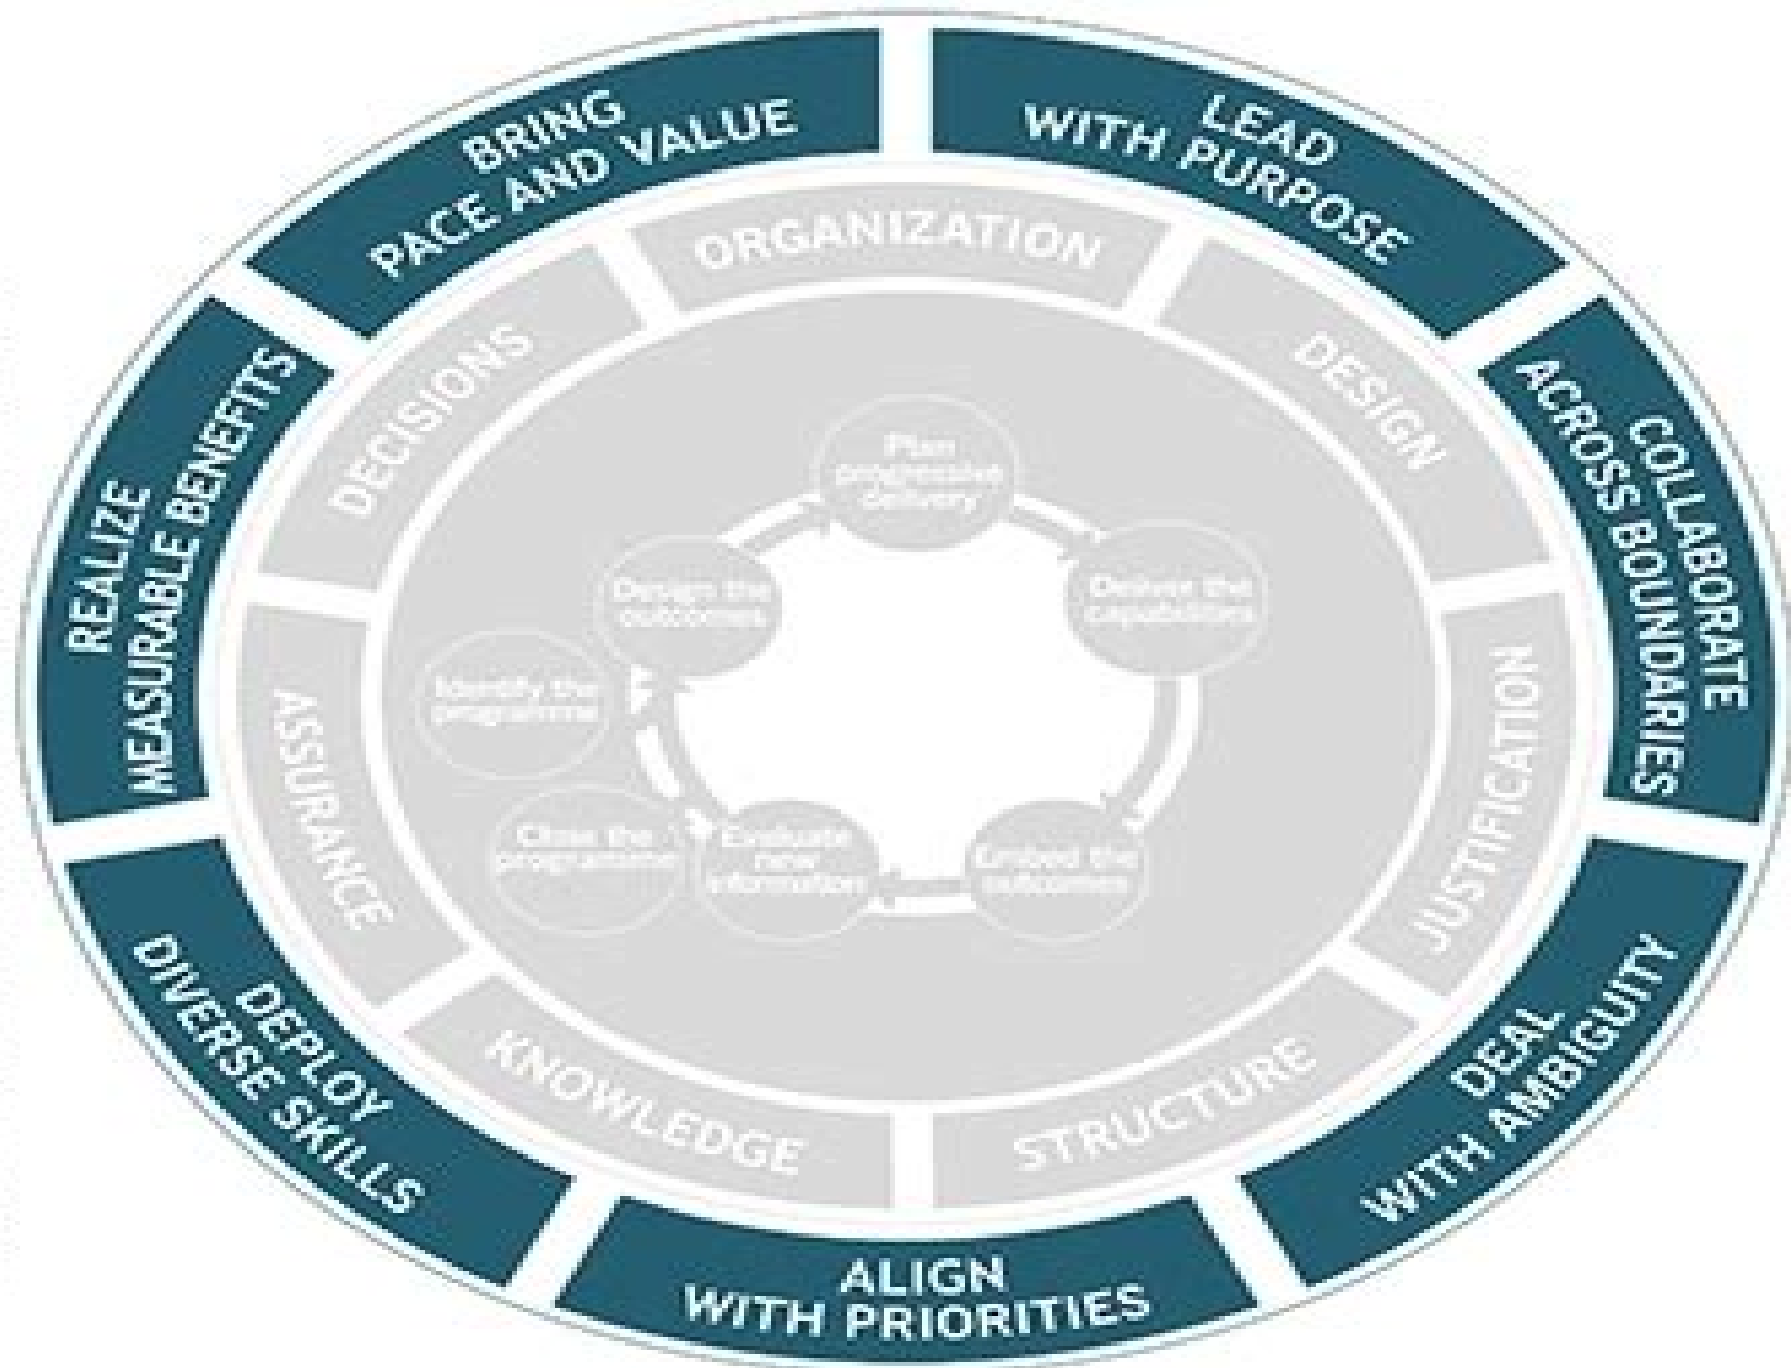 LEAD
WITH PURPOSE
COLLABORATE
ACROSS BOUNDARIES
DEAL
WITH AMBIGUITY
ALIGN
WITH PRIORITIES
DEPLOY
DIVERSE SKILLS
REALIZE
MEASURABLE BENEFITS
BRING
PACE AND VALUE
ORGANIZATION
DESIGN
JUSTIFICATION
STRUCTURE
KNOWLEDGE
ASSURANCE
DECISIONS
Identify the
programme
Design the
outcomes
Plan
progressive
delivery
Deliver the
capabilities
Embed the
outcomes
Evaluate
new
information
Close the
programme